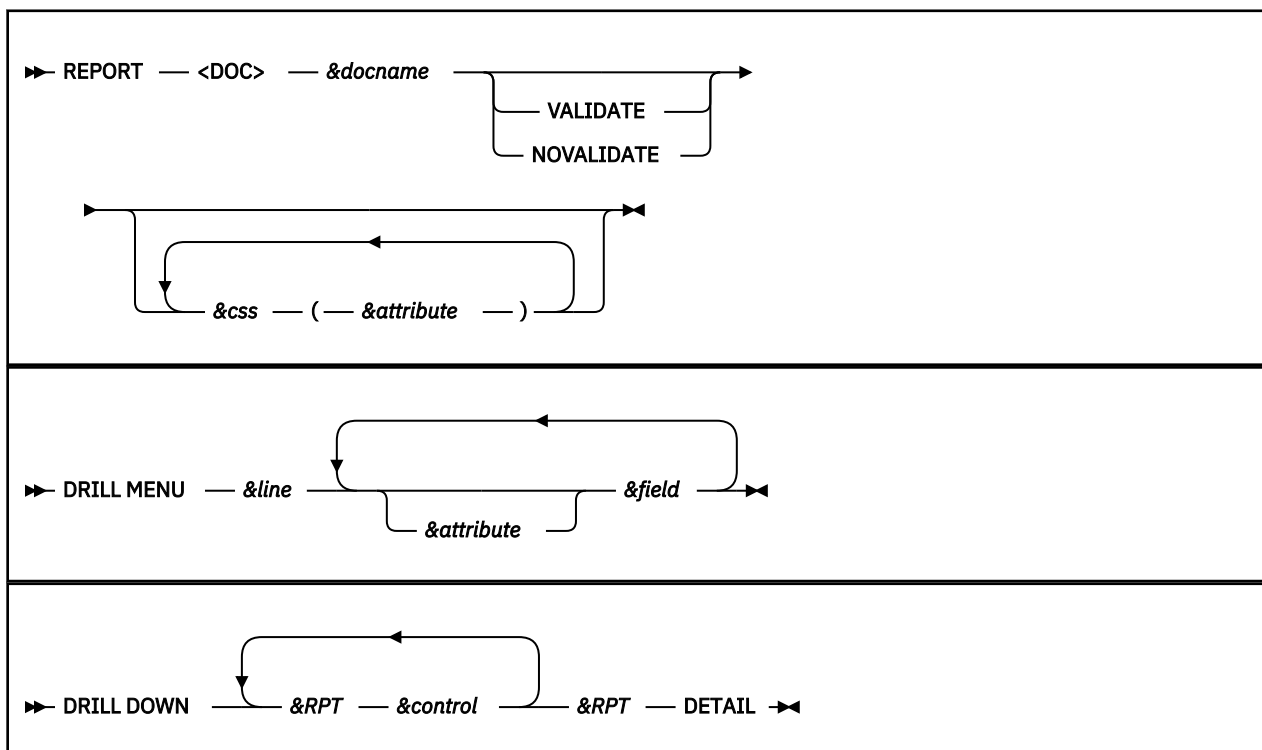 REPORT <DOC> &docname
VALIDATE
NOVALIDATE
&css ( &attribute )
DRILL MENU &line &field
&attribute
DRILL DOWN &RPT &control &RPT DETAIL